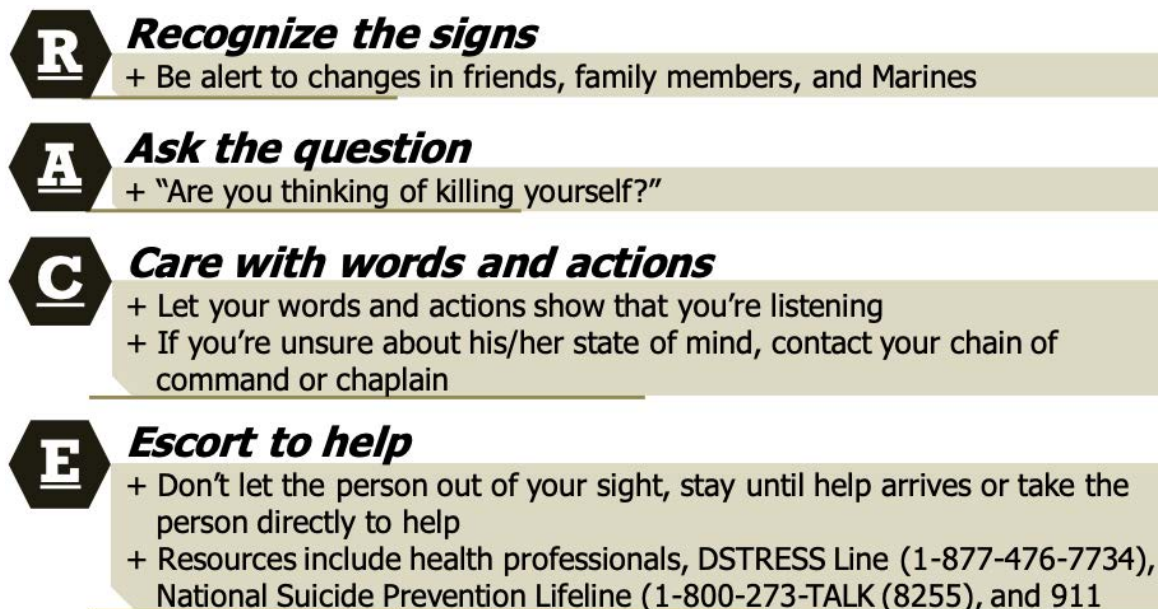 R
Recognize the signs
+ Be alert to changes in friends, family members, and Marines
A
Ask the question
+ “Are you thinking of killing yourself?”
C
Care with words and actions
+ Let your words and actions show that you’re listening
+ If you’re unsure about his/her state of mind, contact your chain of
command or chaplain
E
Escort to help
+ Don’t let the person out of your sight, stay until help arrives or take the
person directly to help
+ Resources include health professionals, DSTRESS Line (1-877-476-7734),
National Suicide Prevention Lifeline (1-800-273-TALK (8255), and 911